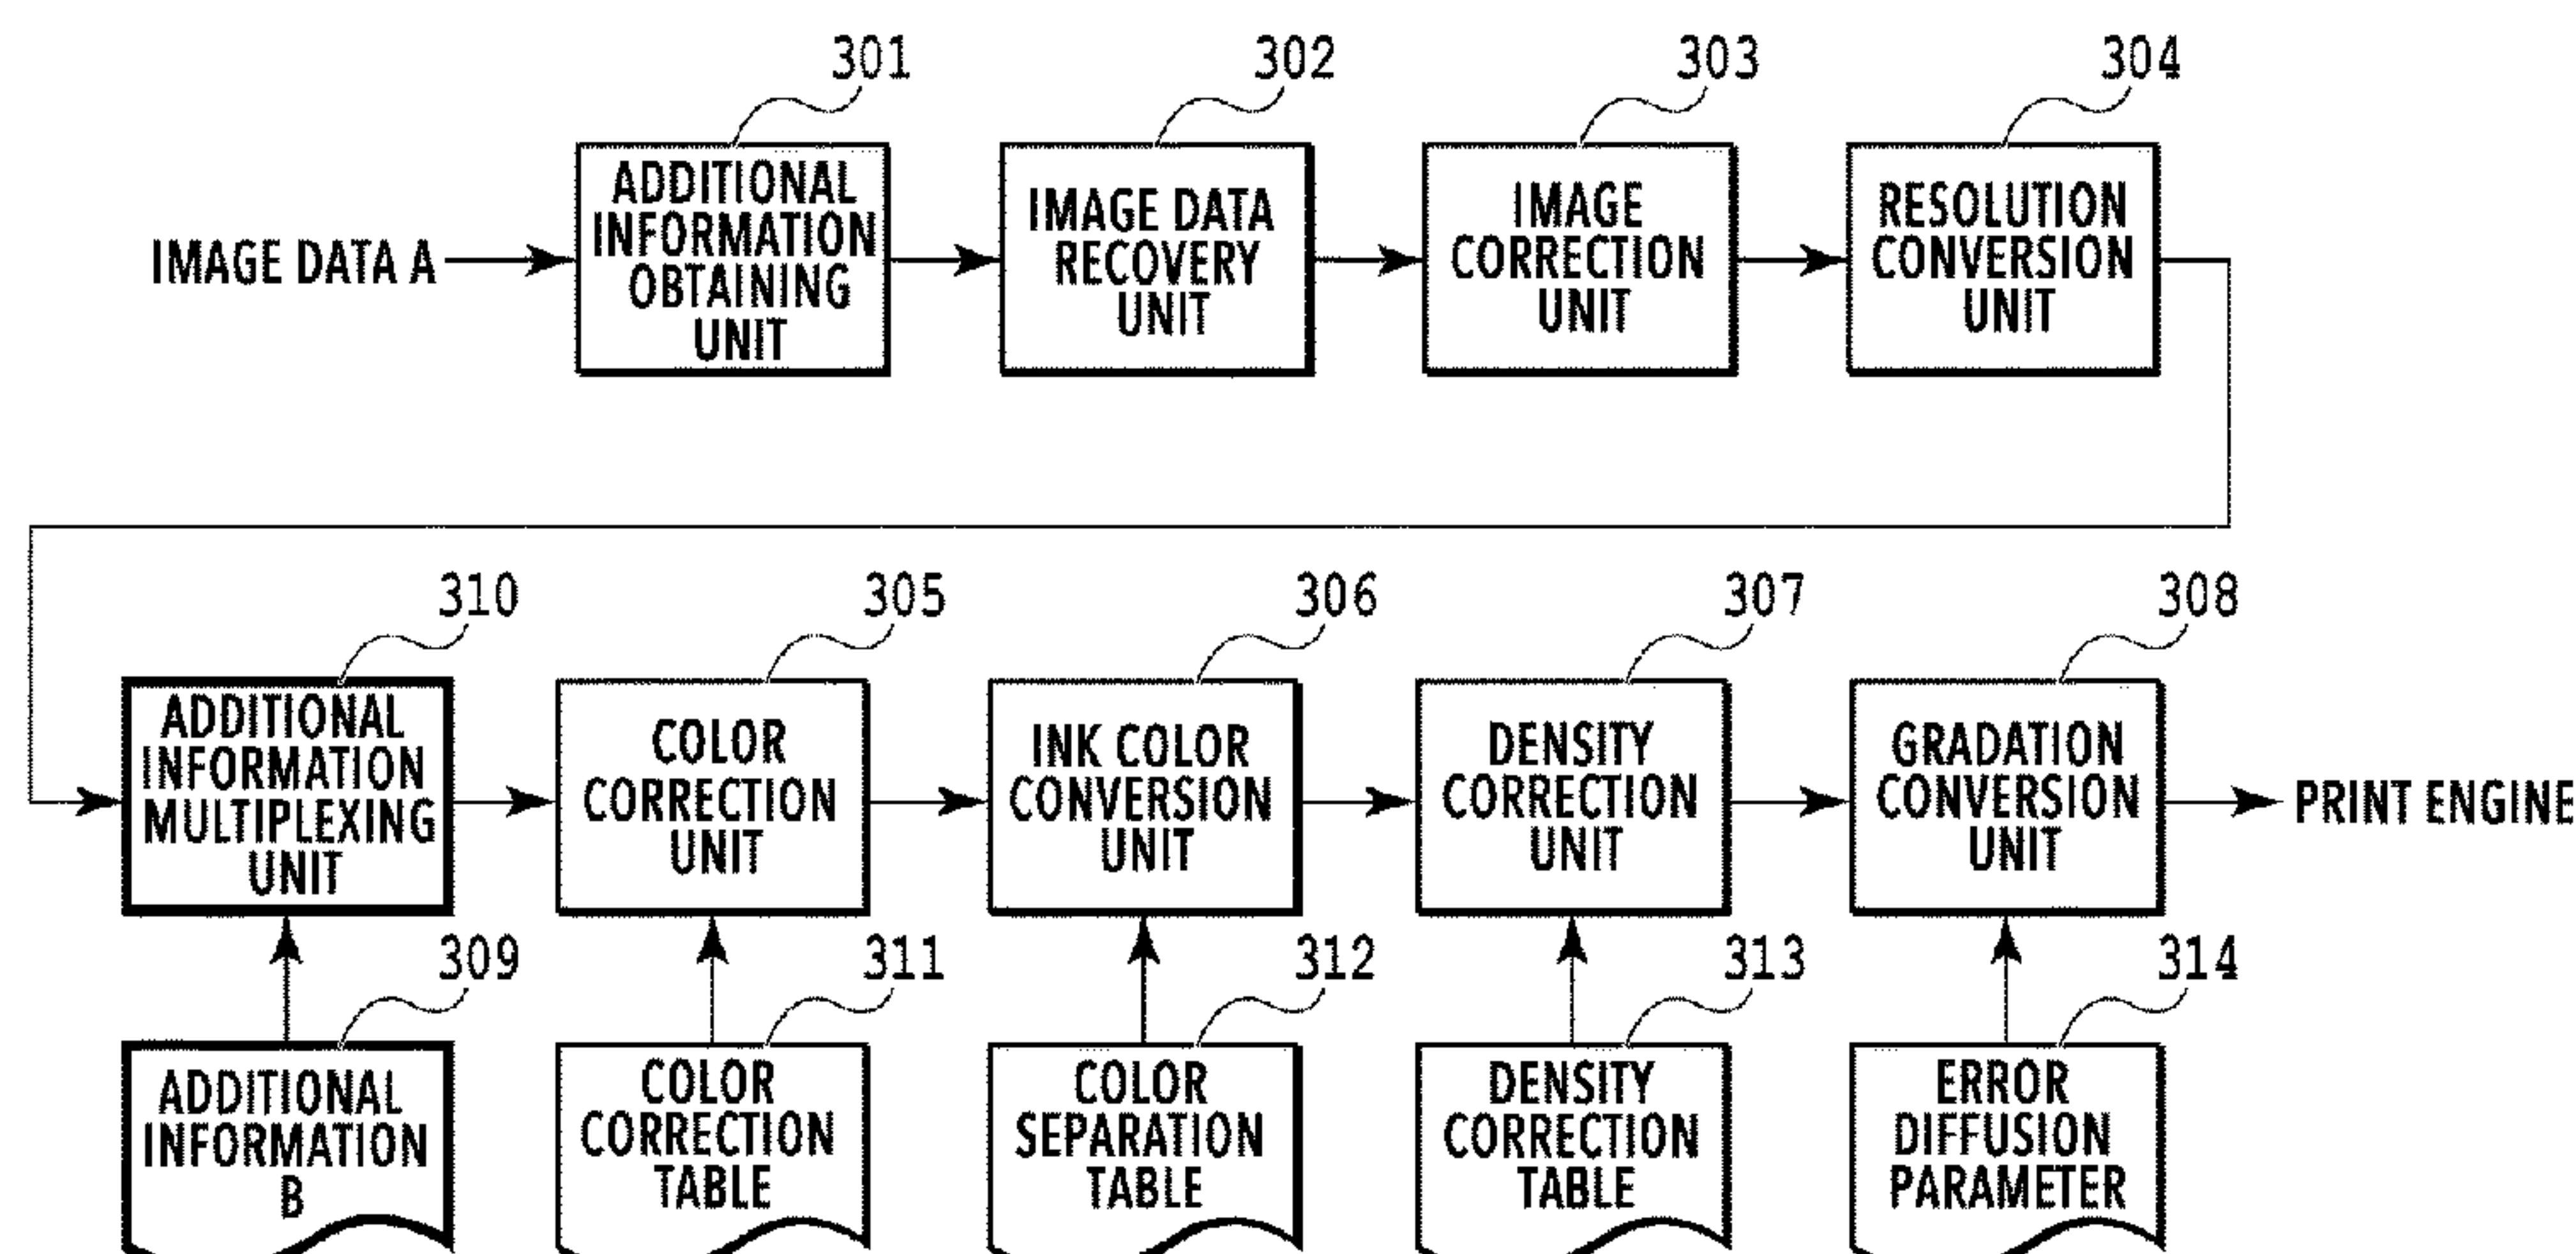 301
302
303
304
IMAGE DATA A
ADDITIONAL
INFORMATION
OBTAINING
UNIT
IMAGE DATA
RECOVERY
UNIT
IMAGE
CORRECTION
UNIT
RESOLUTION
CONVERSION
UNIT
310
305
306
307
308
ADDITIONAL
INFORMATION
MULTIPLEXING
UNIT
COLOR
CORRECTION
UNIT
INK COLOR
CONVERSION
UNIT
DENSITY
CORRECTION
UNIT
GRADATION
CONVERSION
UNIT
PRINT ENGINE
309
311
312
313
314
ADDITIONAL
INFORMATION
B
COLOR
CORRECTION
TABLE
COLOR
SEPARATION
TABLE
DENSITY
CORRECTION
TABLE
ERROR
DIFFUSION
PARAMETER